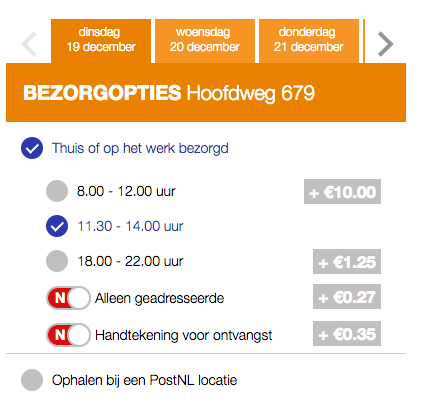 dinsdag
19 december
woensdag
20 december
donderdag
21 december
BEZORGOPTIES Hoofdweg 679
Thuis of op het werk bezorgd
8.00 - 12.00 uur + €10.00
11.30 - 14.00 uur
18.00 - 22.00 uur + €1.25
N Alleen geadresseerde + €0.27
N Handtekening voor ontvangst + €0.35
Ophalen bij een PostNL locatie